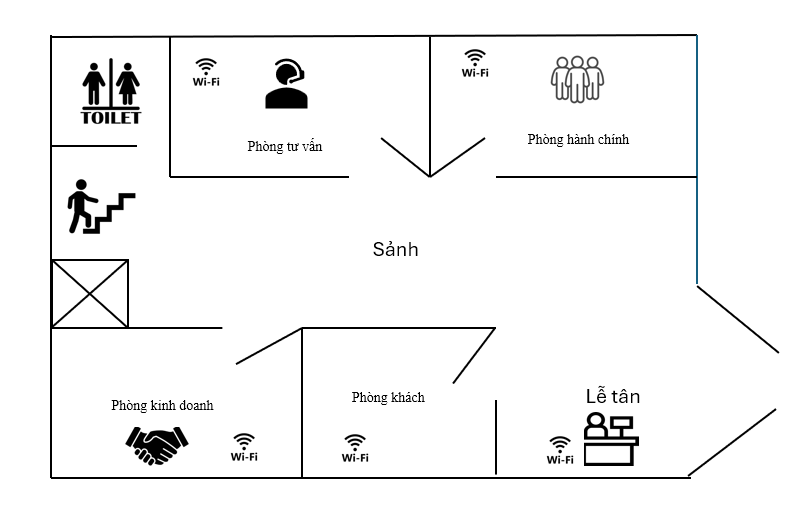 Wi-Fi
Wi-Fi
TOILET
Phòng tư vấn
Phòng hành chính
Sảnh
Phòng kinh doanh
Phòng khách
Lễ tân
Wi-Fi
Wi-Fi
Wi-Fi